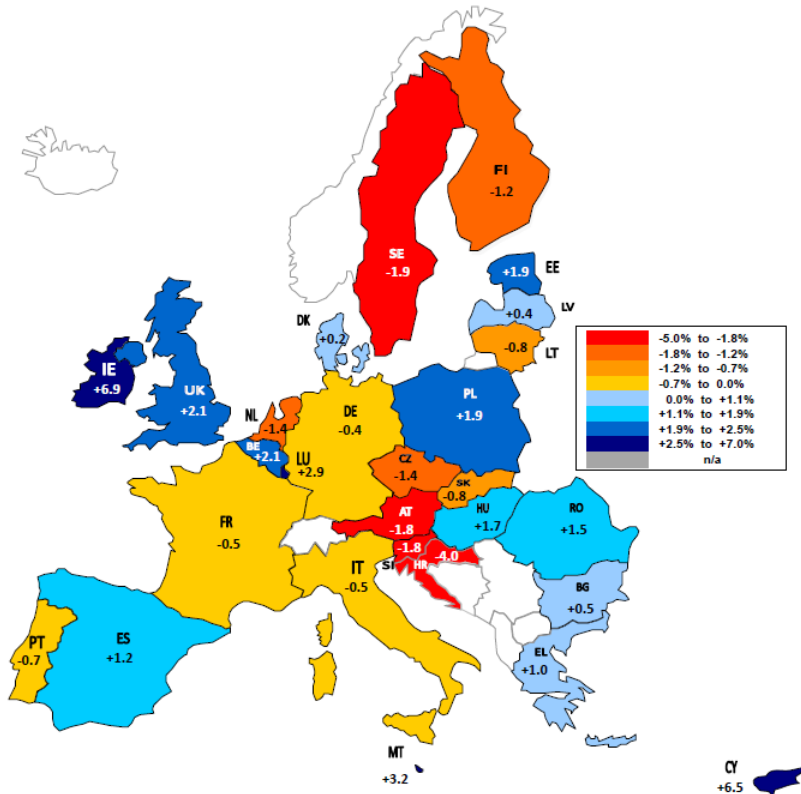 FI
-1.2
SE
-1.9
+1.9
EE
DK
+0.2
+0.4
LV
-0.8
LT
IE
+6.9
UK
+2.1
NL
-1.4
BE
+2.1
LU
+2.9
DE
-0.4
PL
+1.9
CZ
-1.4
SK
-0.8
AT
-1.8
HU
+1.7
RO
+1.5
FR
-0.5
SI
-1.8
HR
-4.0
IT
-0.5
BG
+0.5
EL
+1.0
PT
-0.7
ES
+1.2
MT
+3.2
CY
+6.5
-5.0% to -1.8%
-1.8% to -1.2%
-1.2% to -0.7%
-0.7% to 0.0%
0.0% to +1.1%
+1.1% to +1.9%
+1.9% to +2.5%
+2.5% to +7.0%
n/a